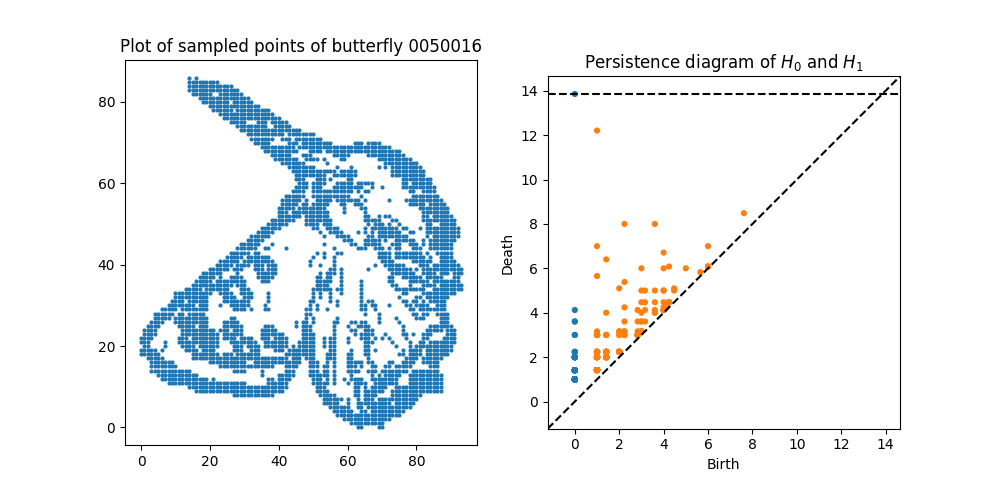 Plot of sampled points of butterfly 0050016
80
60
40
20
0
0 20 40 60 80
Persistence diagram of $H_0$ and $H_1$
Death
14
12
10
8
6
4
2
0
0 2 4 6 8 10 12 14
Birth